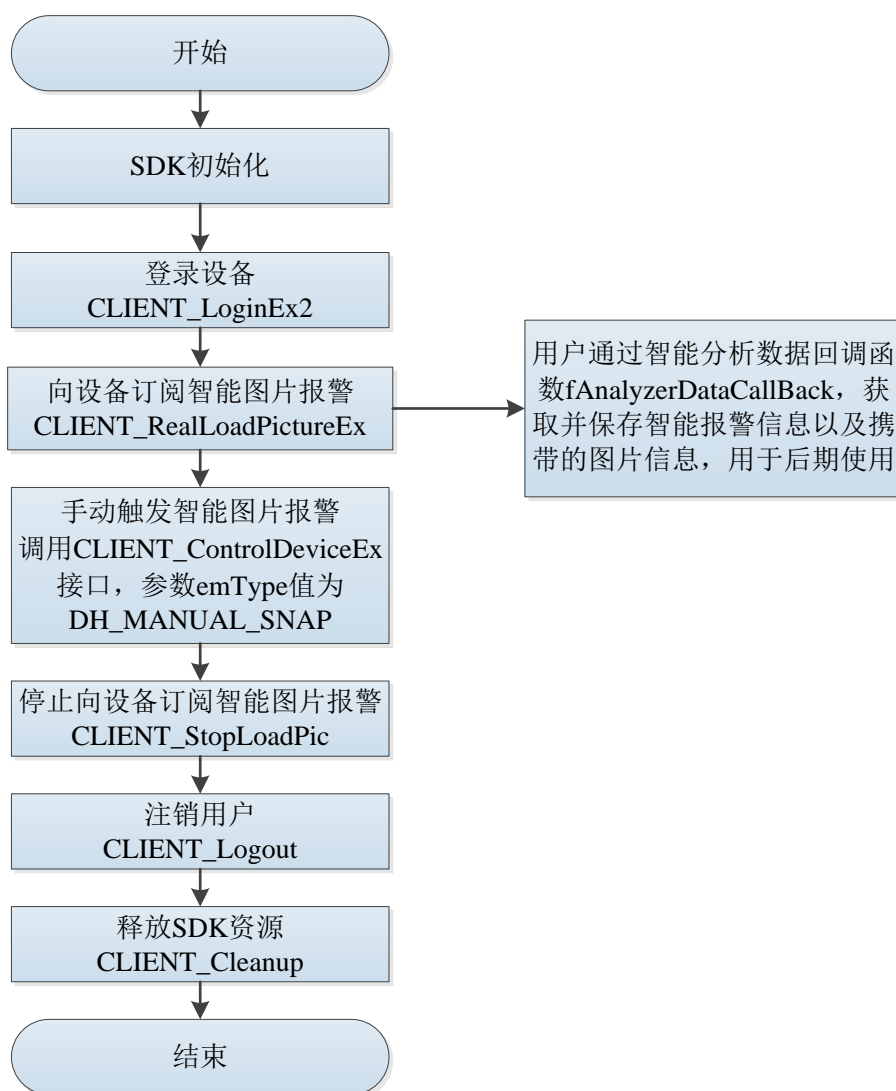 开始
SDK初始化
登录设备
CLIENT_LoginEx2
向设备订阅智能图片报警
CLIENT_RealLoadPictureEx
用户通过智能分析数据回调函
数fAnalyzerDataCallBack，获
取并保存智能报警信息以及携
带的图片信息，用于后期使用
手动触发智能图片报警
调用CLIENT_ControlDeviceEx
接口，参数emType值为
DH_MANUAL_SNAP
停止向设备订阅智能图片报警
CLIENT_StopLoadPic
注销用户
CLIENT_Logout
释放SDK资源
CLIENT_Cleanup
结束